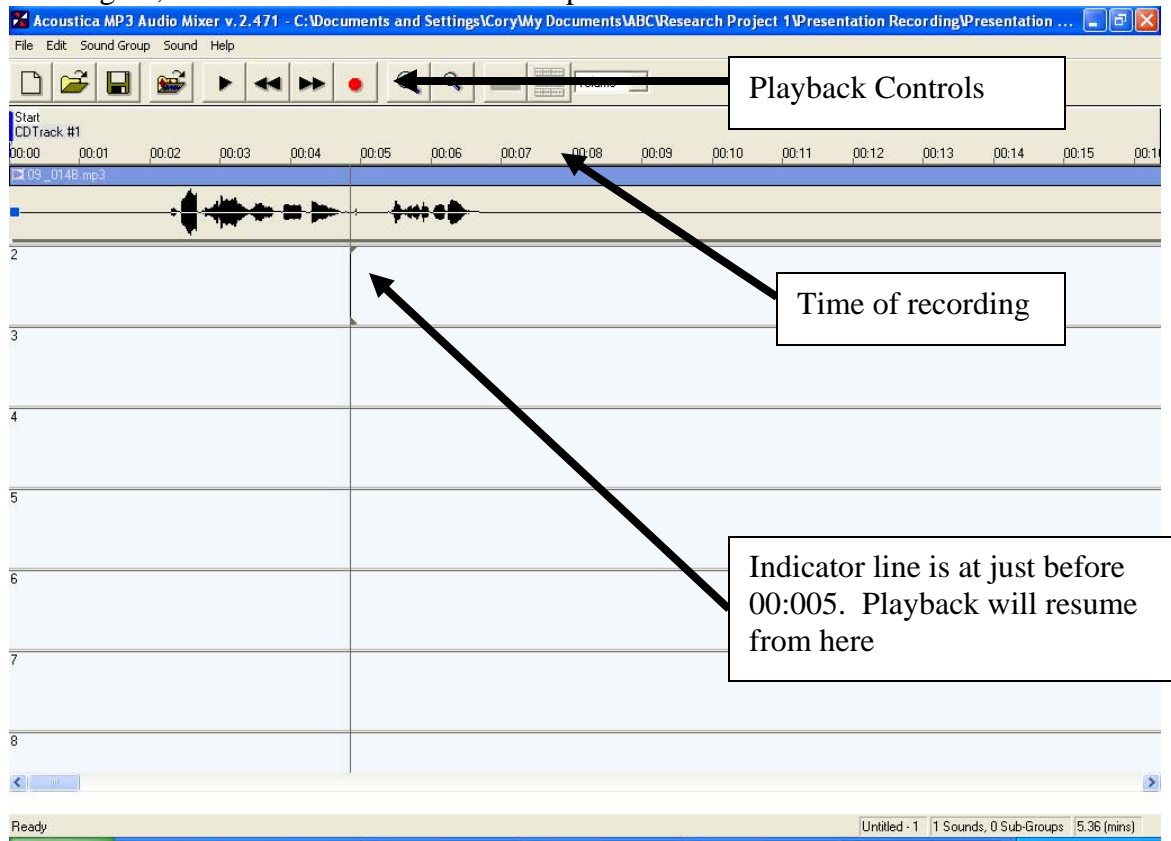 Acoustica MP3 Audio Mixer v.2.471 - C:\Documents and Settings\Cory\My Documents\ABC\Research Project 1\Presentation Recording\Presentation ...
File Edit Sound Group Sound Help
Playback Controls
Start
CDTrack #1
00:00 00:01 00:02 00:03 00:04 00:05 00:06 00:07 00:08 00:09 00:10 00:11 00:12 00:13 00:14 00:15
09_014B.mp3
2
Time of recording
3
4
5
Indicator line is at just before
00:005. Playback will resume
from here
6
7
8
Ready Untitled - 1 1 Sounds, 0 Sub-Groups 5.36 (mins)